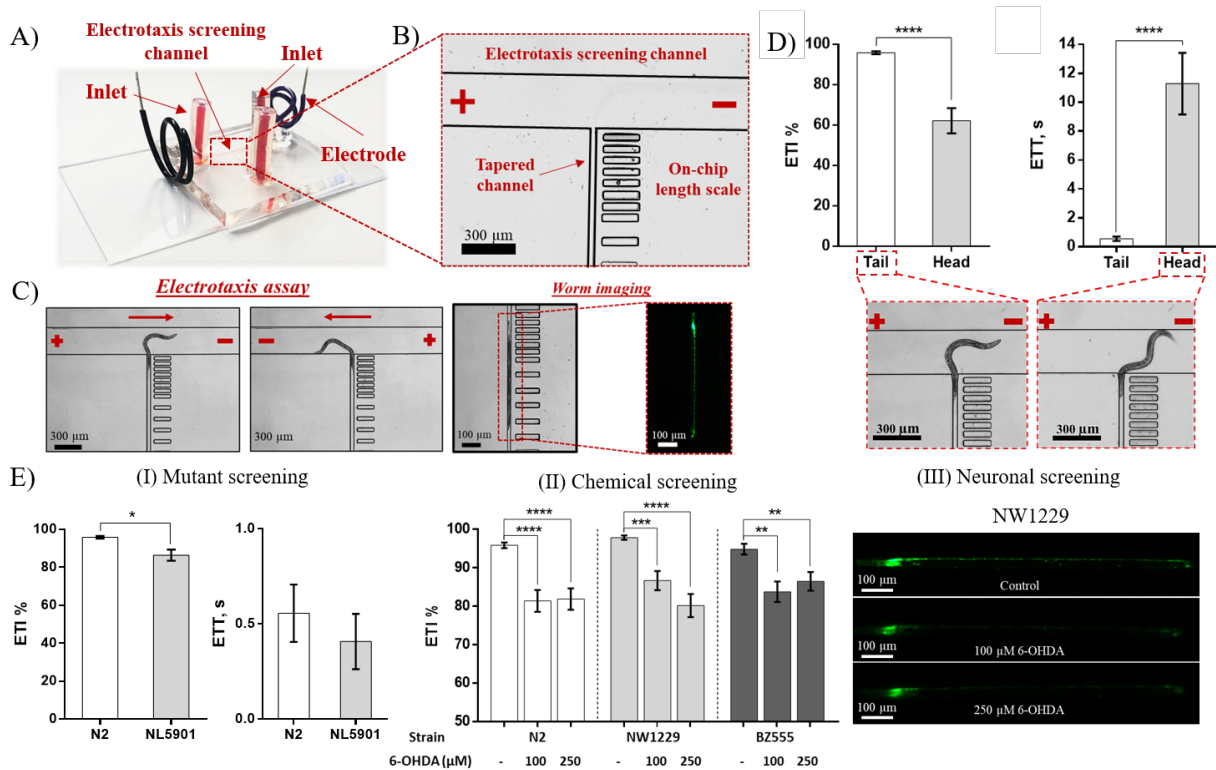 A)
Electrotaxis screening
channel
Inlet
Inlet
Electrode
B)
Electrotaxis screening channel
+
−
Tapered
channel
On-chip
length scale
300 µm
C)
Electrotaxis assay
+
−
300 µm
−
+
300 µm
Worm imaging
100 µm
100 µm
D)
****
ETI %
100
80
60
40
20
0
Tail
Head
****
ETT, s
14
12
10
8
6
4
2
0
Tail
Head
+
−
300 µm
+
−
300 µm
E)
(I) Mutant screening
*
ETI %
100
80
60
40
20
0
N2
NL5901
ETT, s
1.0
0.5
0.0
N2
NL5901
(II) Chemical screening
****
****
****
***
**
**
ETI %
100
90
80
70
60
50
Strain
N2
NW1229
BZ555
6-OHDA (µM)
-
100
250
-
100
250
-
100
250
(III) Neuronal screening
NW1229
100 µm
Control
100 µm
100 µM 6-OHDA
100 µm
250 µM 6-OHDA